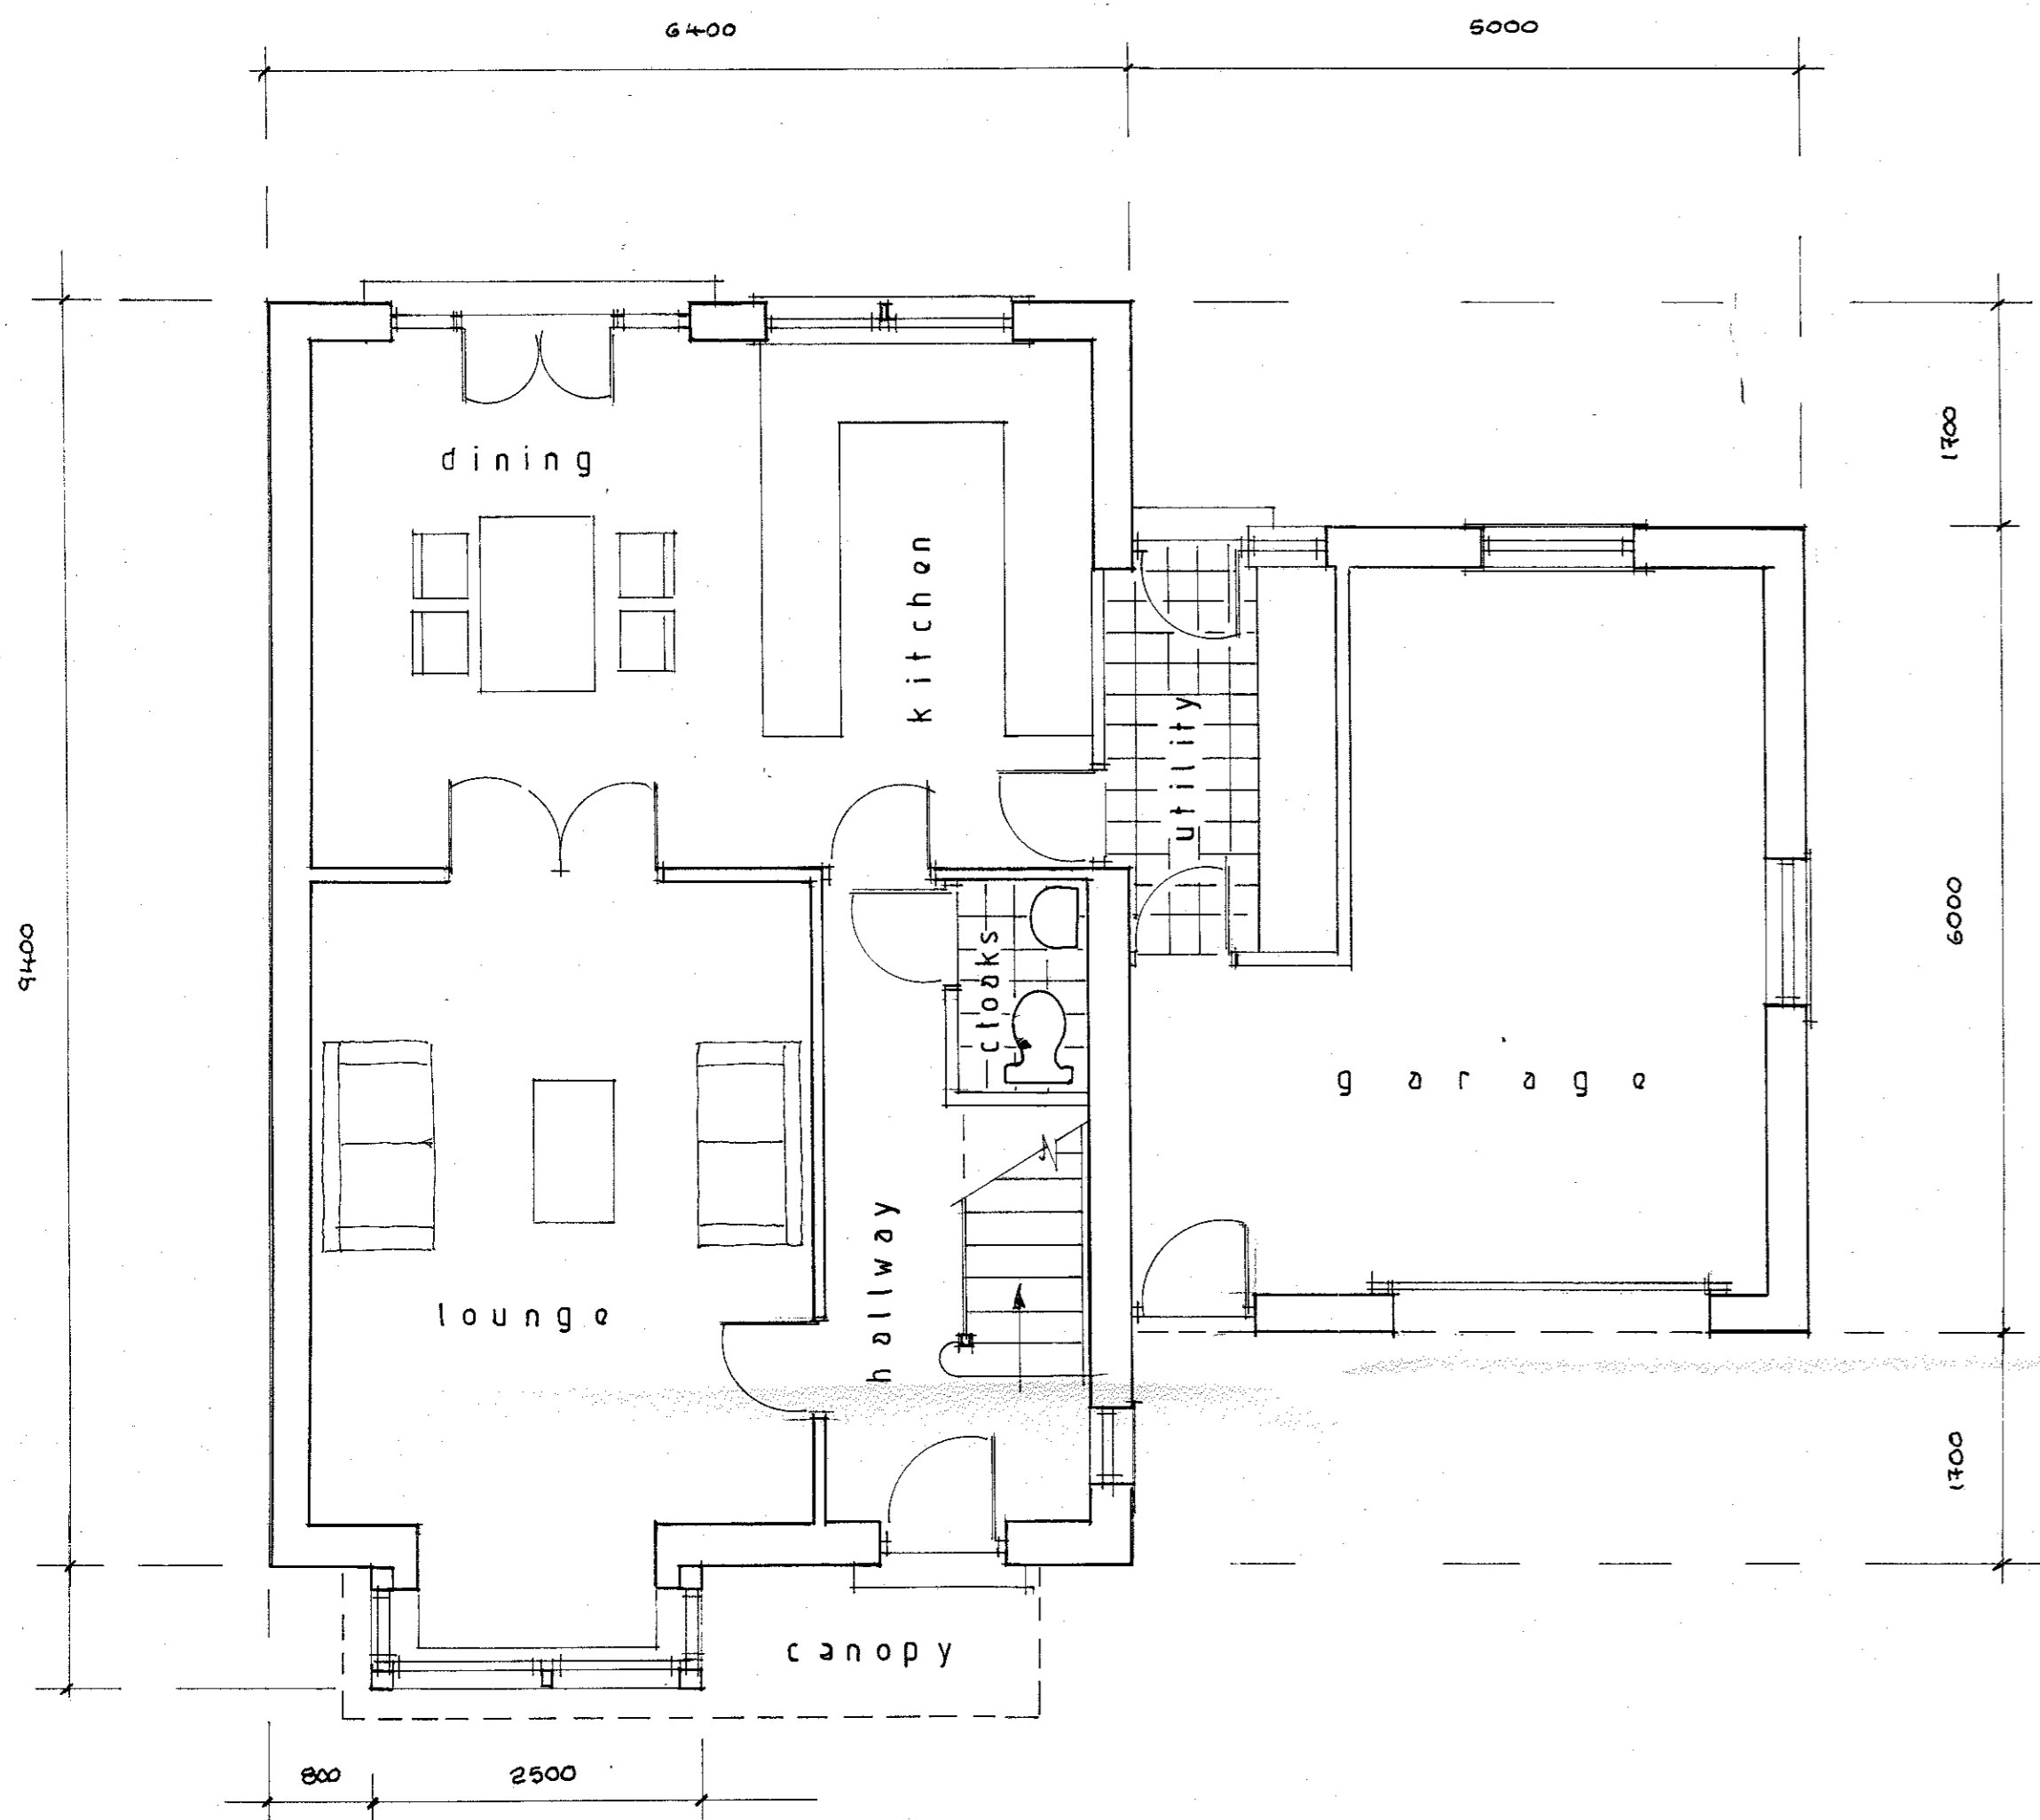 6400
5000
dining
1700
kitchen
utility
9400
cloaks
6000
garage
hallway
lounge
1700
canopy
800
2500